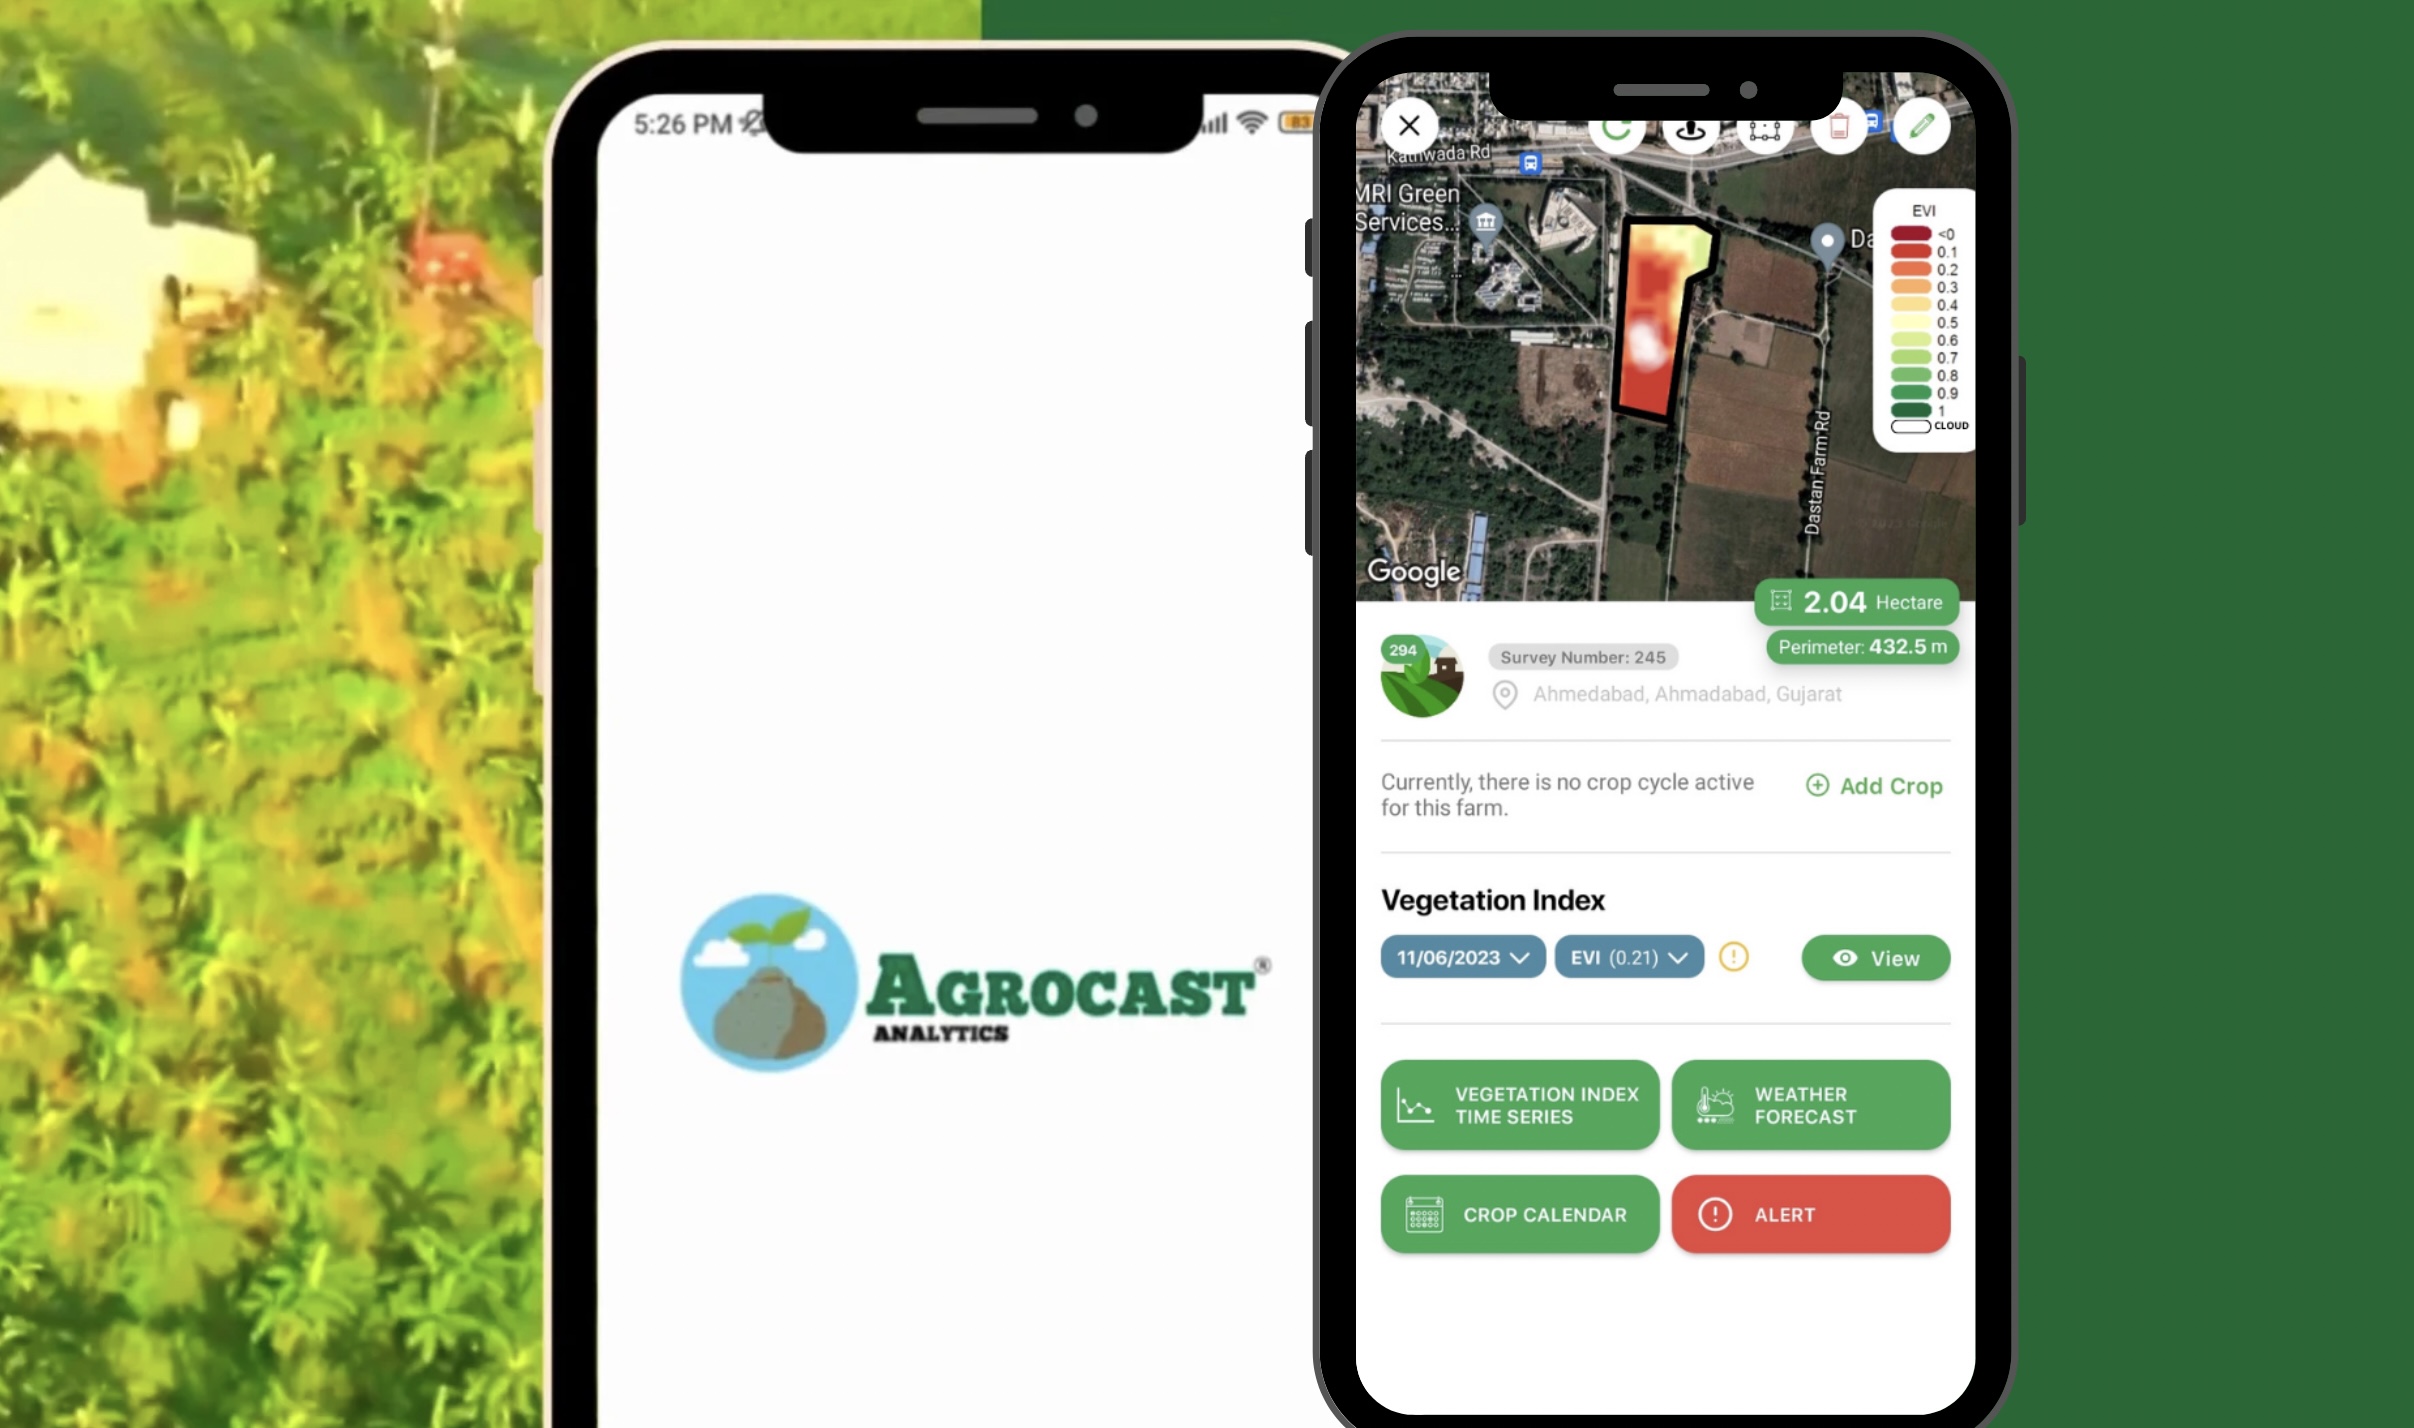 5:26 PM
83
AGROCAST®
ANALYTICS
Kathwada Rd
MRI Green
Services...
Da
EVI
<0
0.1
0.2
0.3
0.4
0.5
0.6
0.7
0.8
0.9
1
CLOUD
Dastan Farm Rd
Google
2.04 Hectare
Perimeter: 432.5 m
294
Survey Number: 245
Ahmedabad, Ahmadabad, Gujarat
Currently, there is no crop cycle active
for this farm.
Add Crop
Vegetation Index
11/06/2023
EVI (0.21)
View
VEGETATION INDEX
TIME SERIES
WEATHER
FORECAST
CROP CALENDAR
ALERT